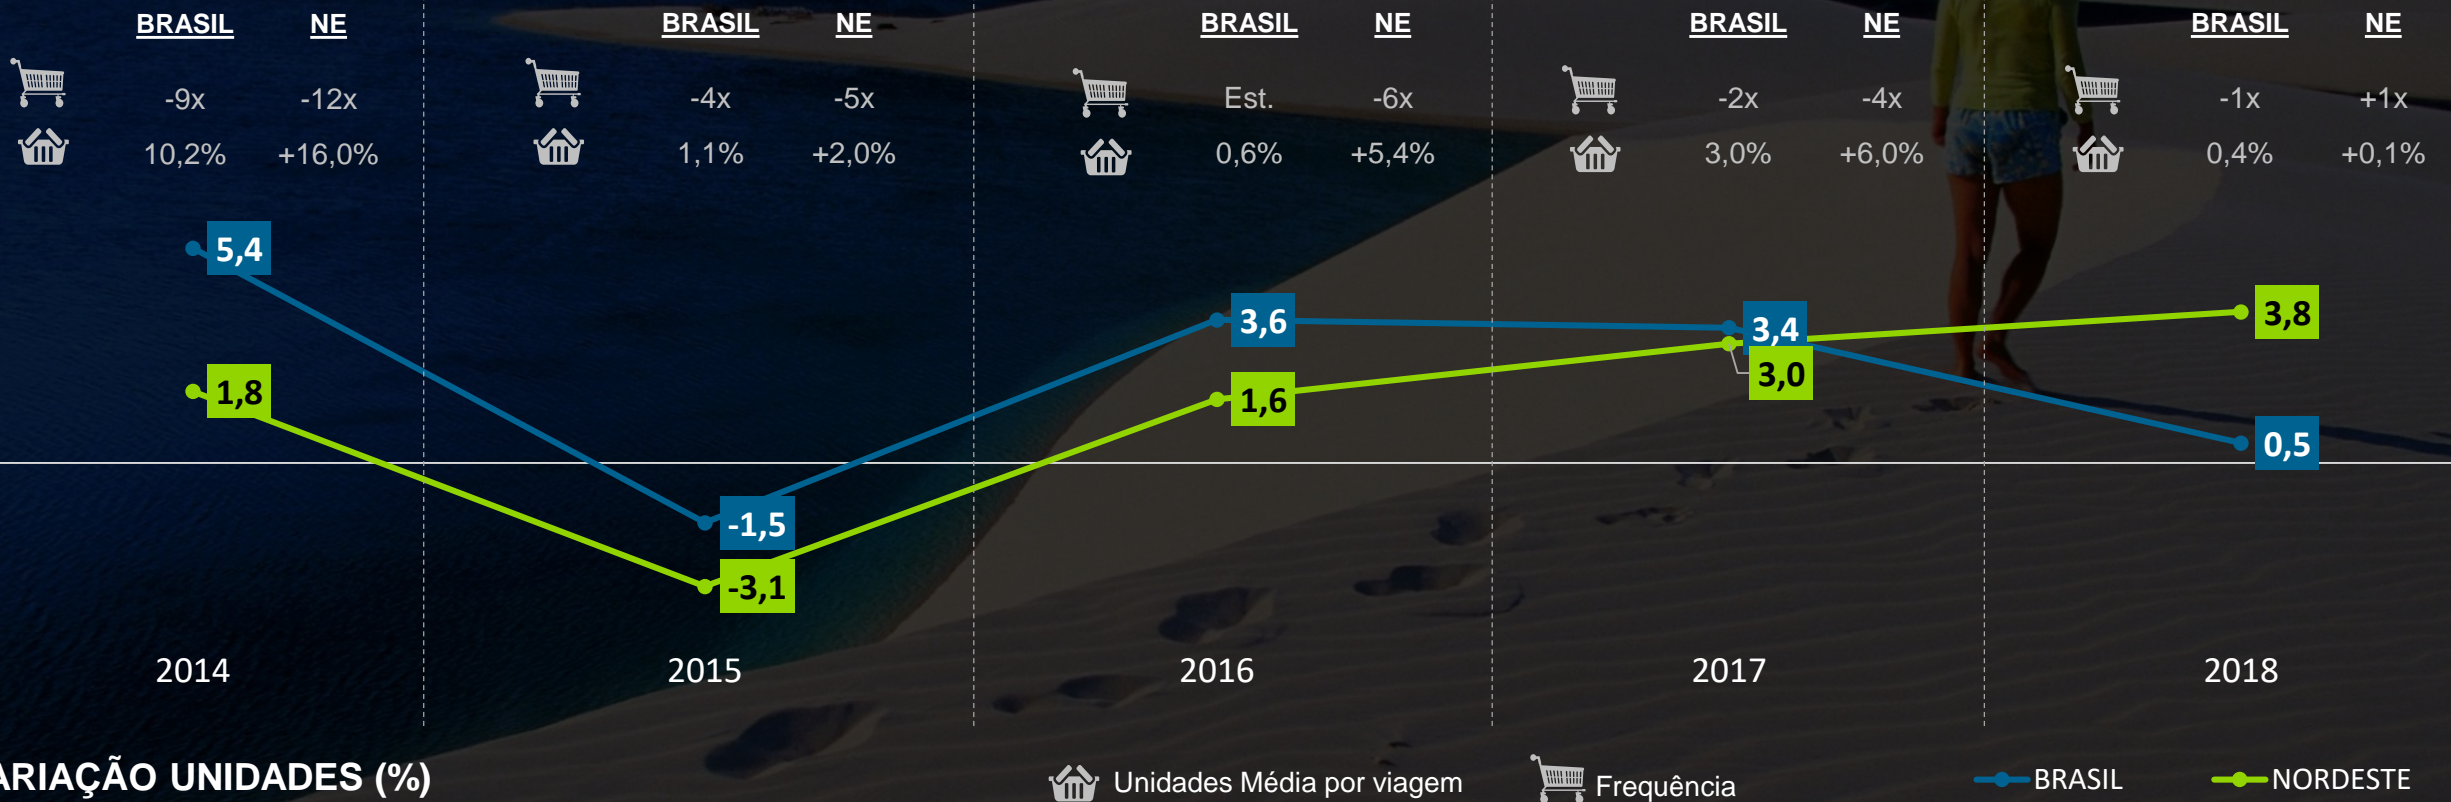 BRASIL NE BRASIL NE BRASIL NE BRASIL NE BRASIL NE
-9x -12x -4x -5x Est. -6x -2x -4x -1x +1x
10,2% +16,0% 1,1% +2,0% 0,6% +5,4% 3,0% +6,0% 0,4% +0,1%
5,4
3,8
3,6 3,4
3,0
1,8 1,6
0,5
-1,5
-3,1
2014 2015 2016 2017 2018
ARIAÇÃO UNIDADES (%) Unidades Média por viagem Frequência BRASIL NORDESTE